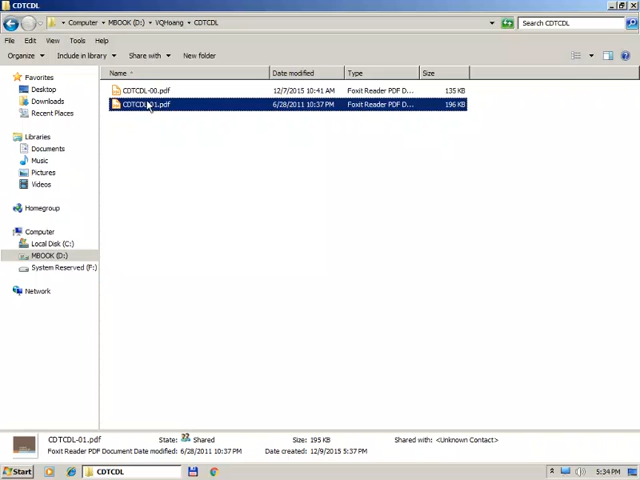 CDTCDL
Computer ▸ MBOOK (D:) ▸ VQHoang ▸ CDTCDL
Search CDTCDL
File Edit View Tools Help
Organize Include in library Share with New folder
Name Date modified Type Size
Favorites
Desktop
Downloads
Recent Places
Libraries
Documents
Music
Pictures
Videos
Homegroup
Computer
Local Disk (C:)
MBOOK (D:)
System Reserved (F:)
Network
CDTCDL-00.pdf 12/7/2015 10:41 AM Foxit Reader PDF D... 135 KB
CDTCDL-01.pdf 6/28/2011 10:37 PM Foxit Reader PDF D... 196 KB
CDTCDL-01.pdf State: Shared Size: 195 KB Shared with: <Unknown Contact>
Foxit Reader PDF Document Date modified: 6/28/2011 10:37 PM Date created: 12/9/2015 5:37 PM
Start CDTCDL 5:34 PM